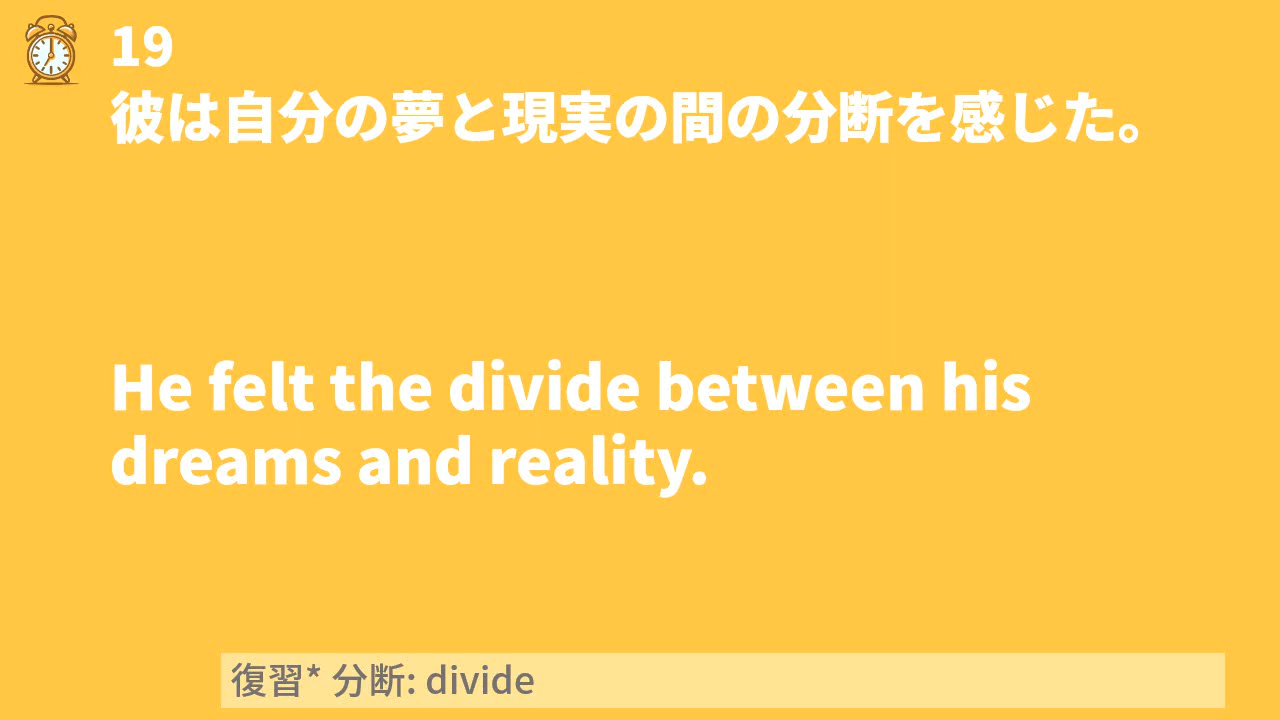 19
彼は自分の夢と現実の間の分断を感じた。
He felt the divide between his
dreams and reality.
復習* 分断: divide